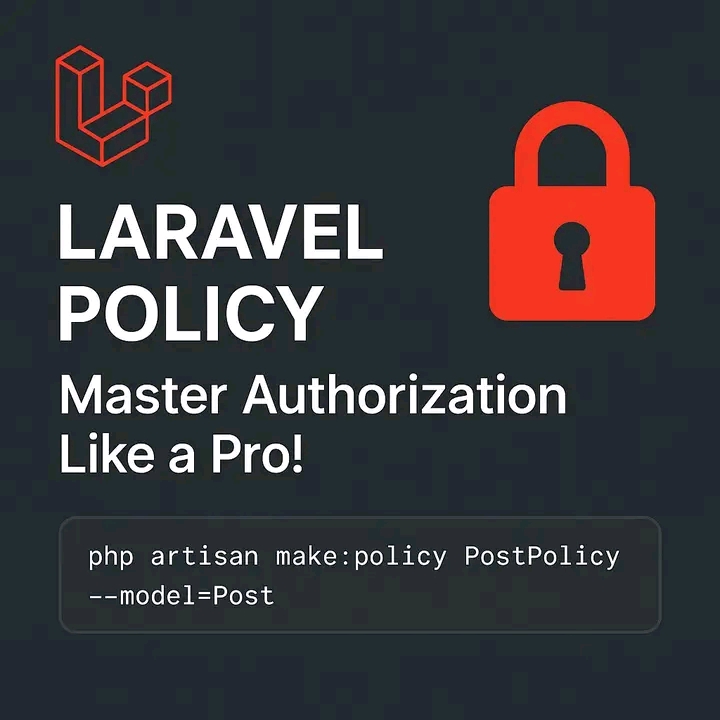 LARAVEL
POLICY
Master Authorization
Like a Pro!
php artisan make:policy PostPolicy
--model=Post